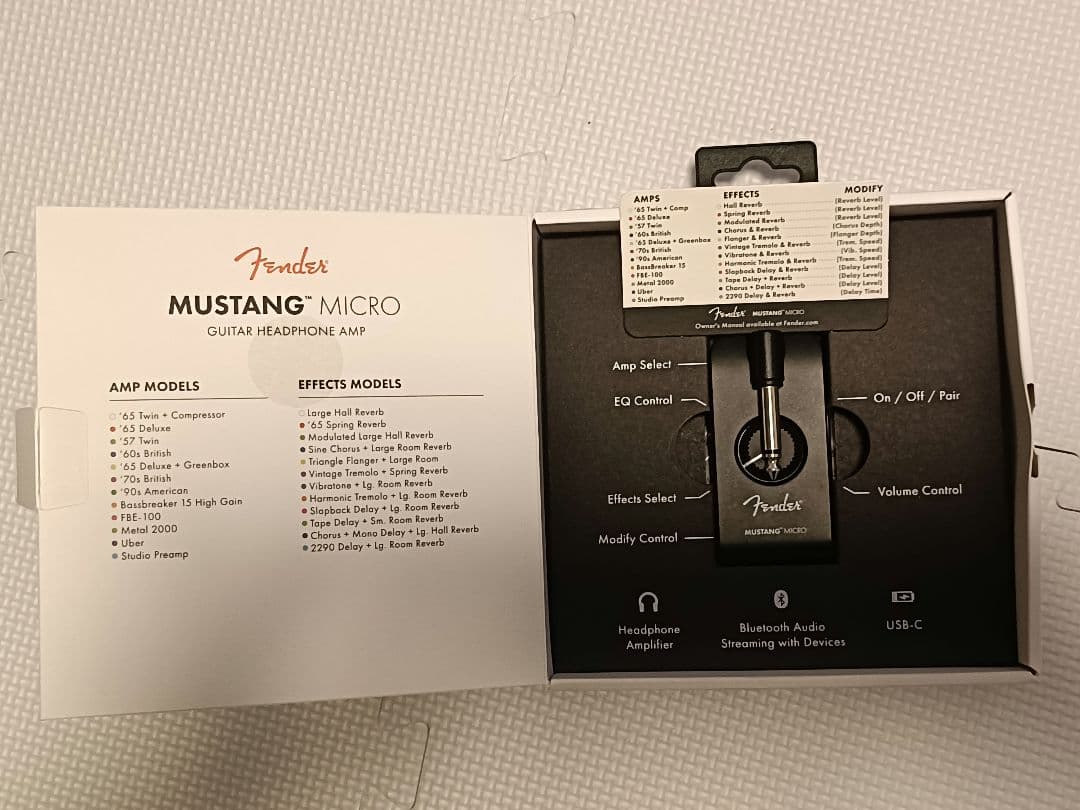 Fender
MUSTANG™ MICRO
GUITAR HEADPHONE AMP
AMP MODELS
'65 Twin + Compressor
'65 Deluxe
'57 Twin
'60s British
'65 Deluxe + Greenbox
'70s British
'90s American
Bassbreaker 15 High Gain
FBE-100
Metal 2000
Uber
Studio Preamp
EFFECTS MODELS
Large Hall Reverb
'65 Spring Reverb
Modulated Large Hall Reverb
Sine Chorus + Large Room Reverb
Triangle Flanger + Large Room
Vintage Tremolo + Spring Reverb
Vibratone + Lg. Room Reverb
Harmonic Tremolo + Lg. Room Reverb
Slapback Delay + Lg. Room Reverb
Tape Delay + Sm. Room Reverb
Chorus + Mono Delay + Lg. Hall Reverb
2290 Delay + Lg. Room Reverb
AMPS
'65 Twin + Comp
'65 Deluxe
'57 Twin
'60s British
'65 Deluxe + Greenbox
'70s British
'90s American
BassBreaker 15
FBE-100
Metal 2000
Uber
Studio Preamp
EFFECTS MODIFY
Hall Reverb (Reverb Level)
Spring Reverb (Reverb Level)
Modulated Reverb (Reverb Level)
Chorus & Reverb (Chorus Depth)
Flanger & Reverb (Flanger Depth)
Vintage Tremolo & Reverb (Trem. Speed)
Vibratone & Reverb (Vib. Speed)
Harmonic Tremolo & Reverb (Trem. Speed)
Slapback Delay & Reverb (Delay Level)
Tape Delay + Reverb (Delay Level)
Chorus + Delay + Reverb (Delay Level)
2290 Delay & Reverb (Delay Time)
Fender MUSTANG™ MICRO
Owner's Manual available at Fender.com
Amp Select
EQ Control
On / Off / Pair
Effects Select
Volume Control
Modify Control
Fender
MUSTANG™ MICRO
Headphone
Amplifier
Bluetooth Audio
Streaming with Devices
USB-C